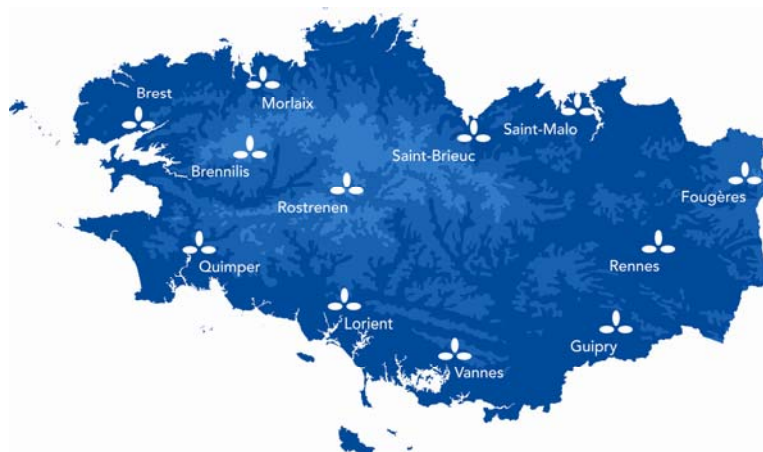 Brest
Morlaix
Saint-Malo
Saint-Brieuc
Brennilis
Fougères
Rostrenen
Quimper
Rennes
Lorient
Guipry
Vannes